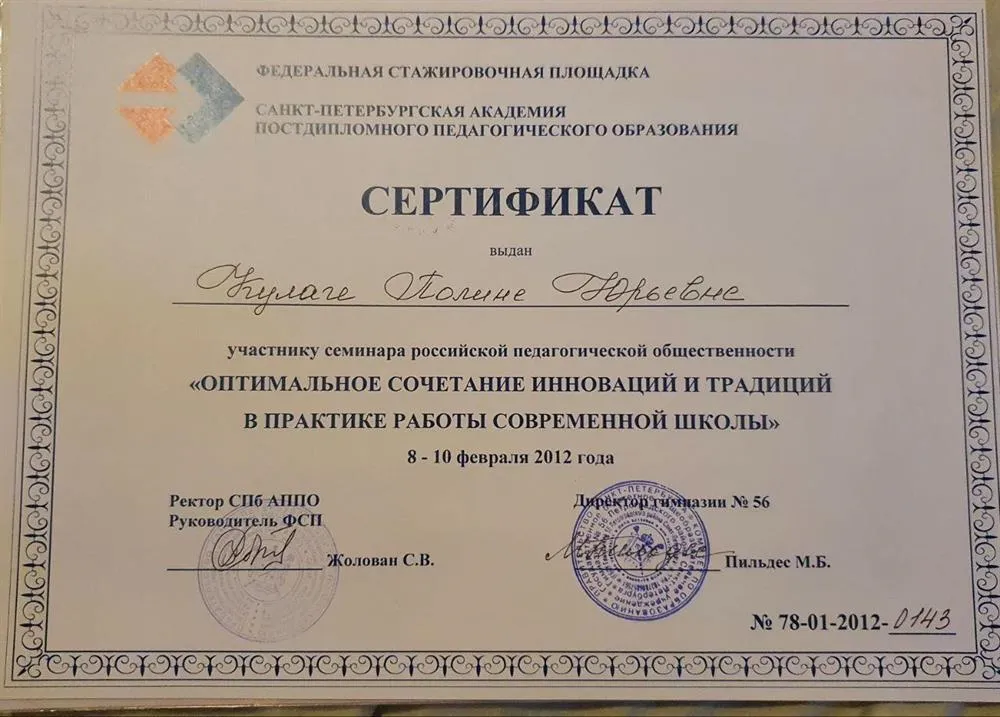 ФЕДЕРАЛЬНАЯ СТАЖИРОВОЧНАЯ ПЛОЩАДКА
САНКТ-ПЕТЕРБУРГСКАЯ АКАДЕМИЯ
ПОСТДИПЛОМНОГО ПЕДАГОГИЧЕСКОГО ОБРАЗОВАНИЯ
СЕРТИФИКАТ
выдан
Кулаге Полине Юрьевне
участнику семинара российской педагогической общественности
«ОПТИМАЛЬНОЕ СОЧЕТАНИЕ ИННОВАЦИЙ И ТРАДИЦИЙ
В ПРАКТИКЕ РАБОТЫ СОВРЕМЕННОЙ ШКОЛЫ»
8 - 10 февраля 2012 года
Ректор СПб АППО
Руководитель ФСП
Жолован С.В.
Директор гимназии № 56
Пильдес М.Б.
№ 78-01-2012-0143